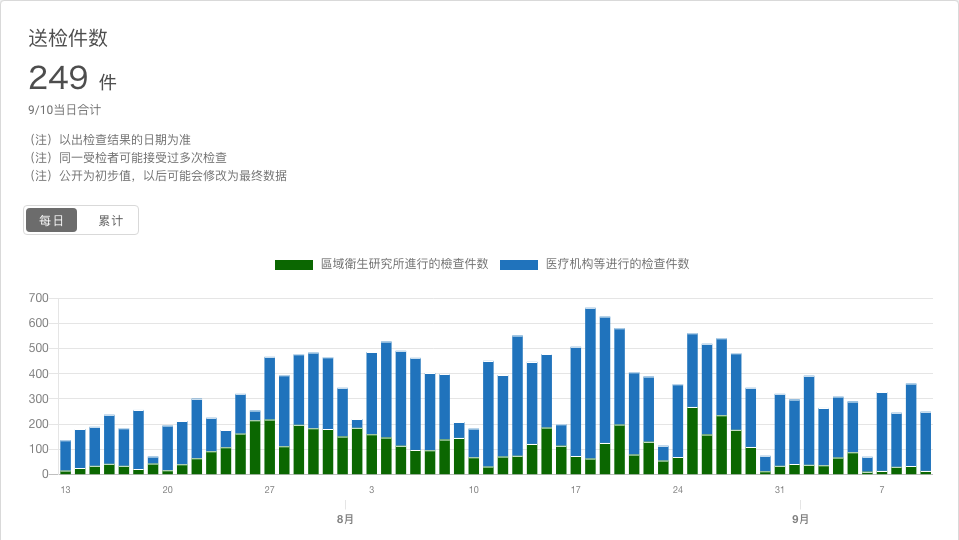 送检件数
249 件
9/10当日合计
（注）以出检查结果的日期为准
（注）同一受检者可能接受过多次检查
（注）公开为初步值，以后可能会修改为最终数据
每日 累计
區域衛生研究所進行的檢查件數 医疗机构等进行的检查件数
700
600
500
400
300
200
100
0
13 20 27 3 10 17 24 31 7
8月 9月